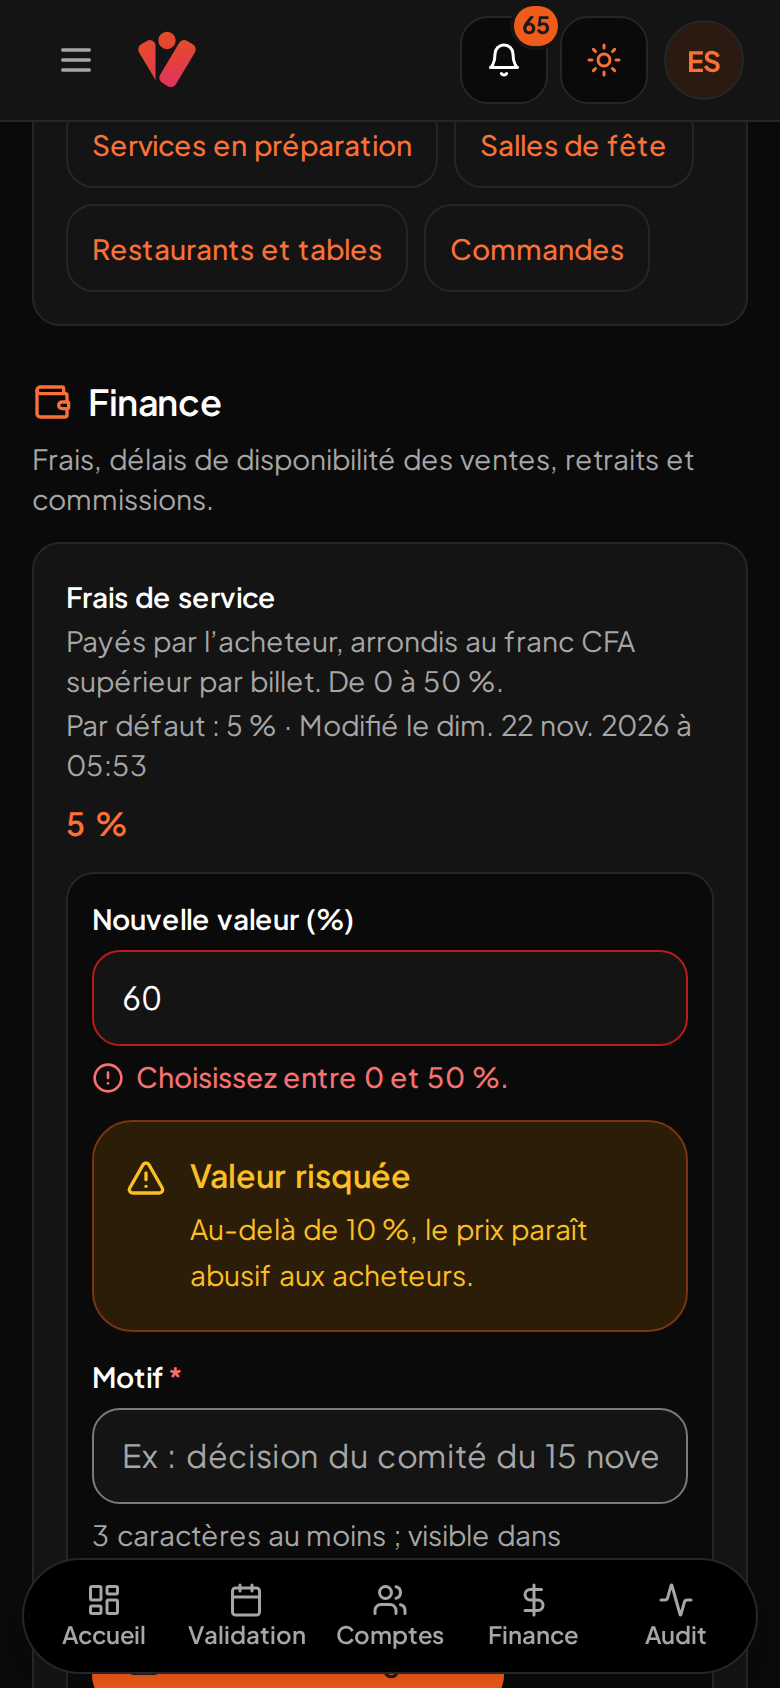 65
ES
Services en préparation
Salles de fête
Restaurants et tables
Commandes
Finance
Frais, délais de disponibilité des ventes, retraits et
commissions.
Frais de service
Payés par l’acheteur, arrondis au franc CFA
supérieur par billet. De 0 à 50 %.
Par défaut : 5 % · Modifié le dim. 22 nov. 2026 à
05:53
5 %
Nouvelle valeur (%)
60
Choisissez entre 0 et 50 %.
Valeur risquée
Au-delà de 10 %, le prix paraît
abusif aux acheteurs.
Motif *
Ex : décision du comité du 15 nove
3 caractères au moins ; visible dans
Accueil
Validation
Comptes
Finance
Audit